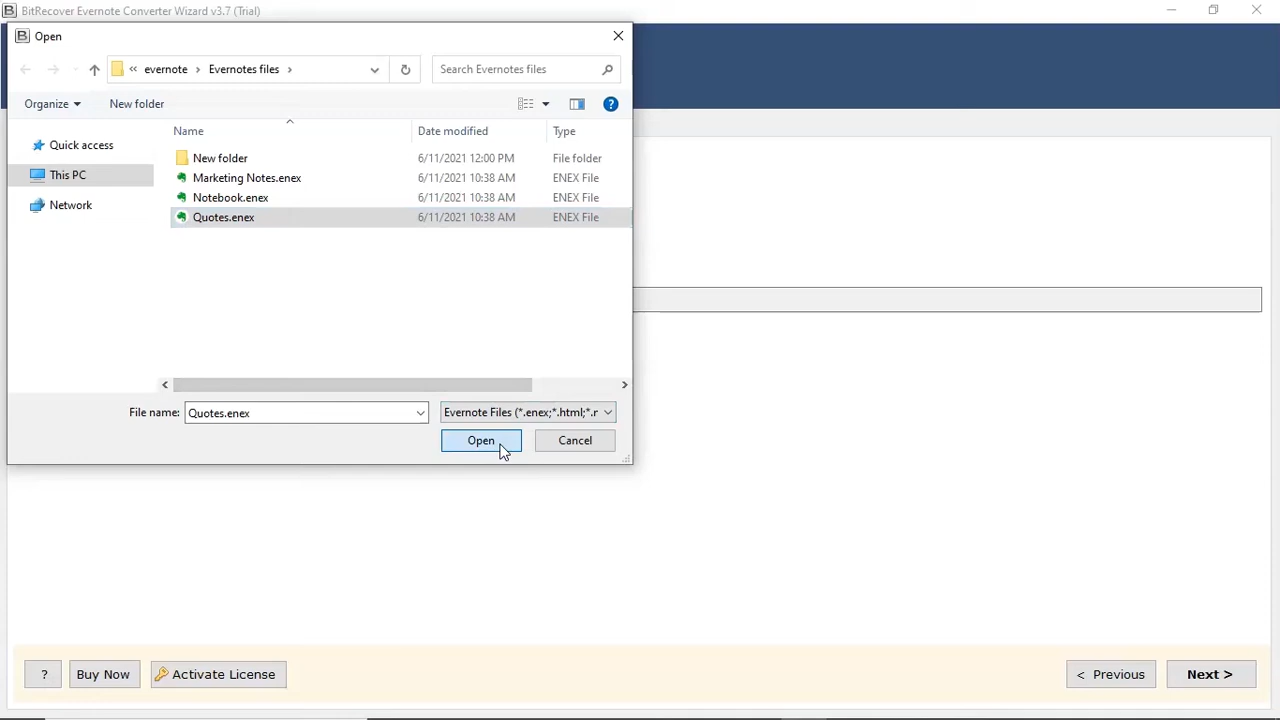 BitRecover Evernote Converter Wizard v3.7 (Trial)
Open
« evernote › Evernotes files ›
Search Evernotes files
Organize
New folder
?
Name
Date modified
Type
Quick access
This PC
Network
New folder 6/11/2021 12:00 PM File folder
Marketing Notes.enex 6/11/2021 10:38 AM ENEX File
Notebook.enex 6/11/2021 10:38 AM ENEX File
Quotes.enex 6/11/2021 10:38 AM ENEX File
File name: Quotes.enex
Evernote Files (*.enex;*.html;*.r
Open
Cancel
?
Buy Now
Activate License
< Previous
Next >